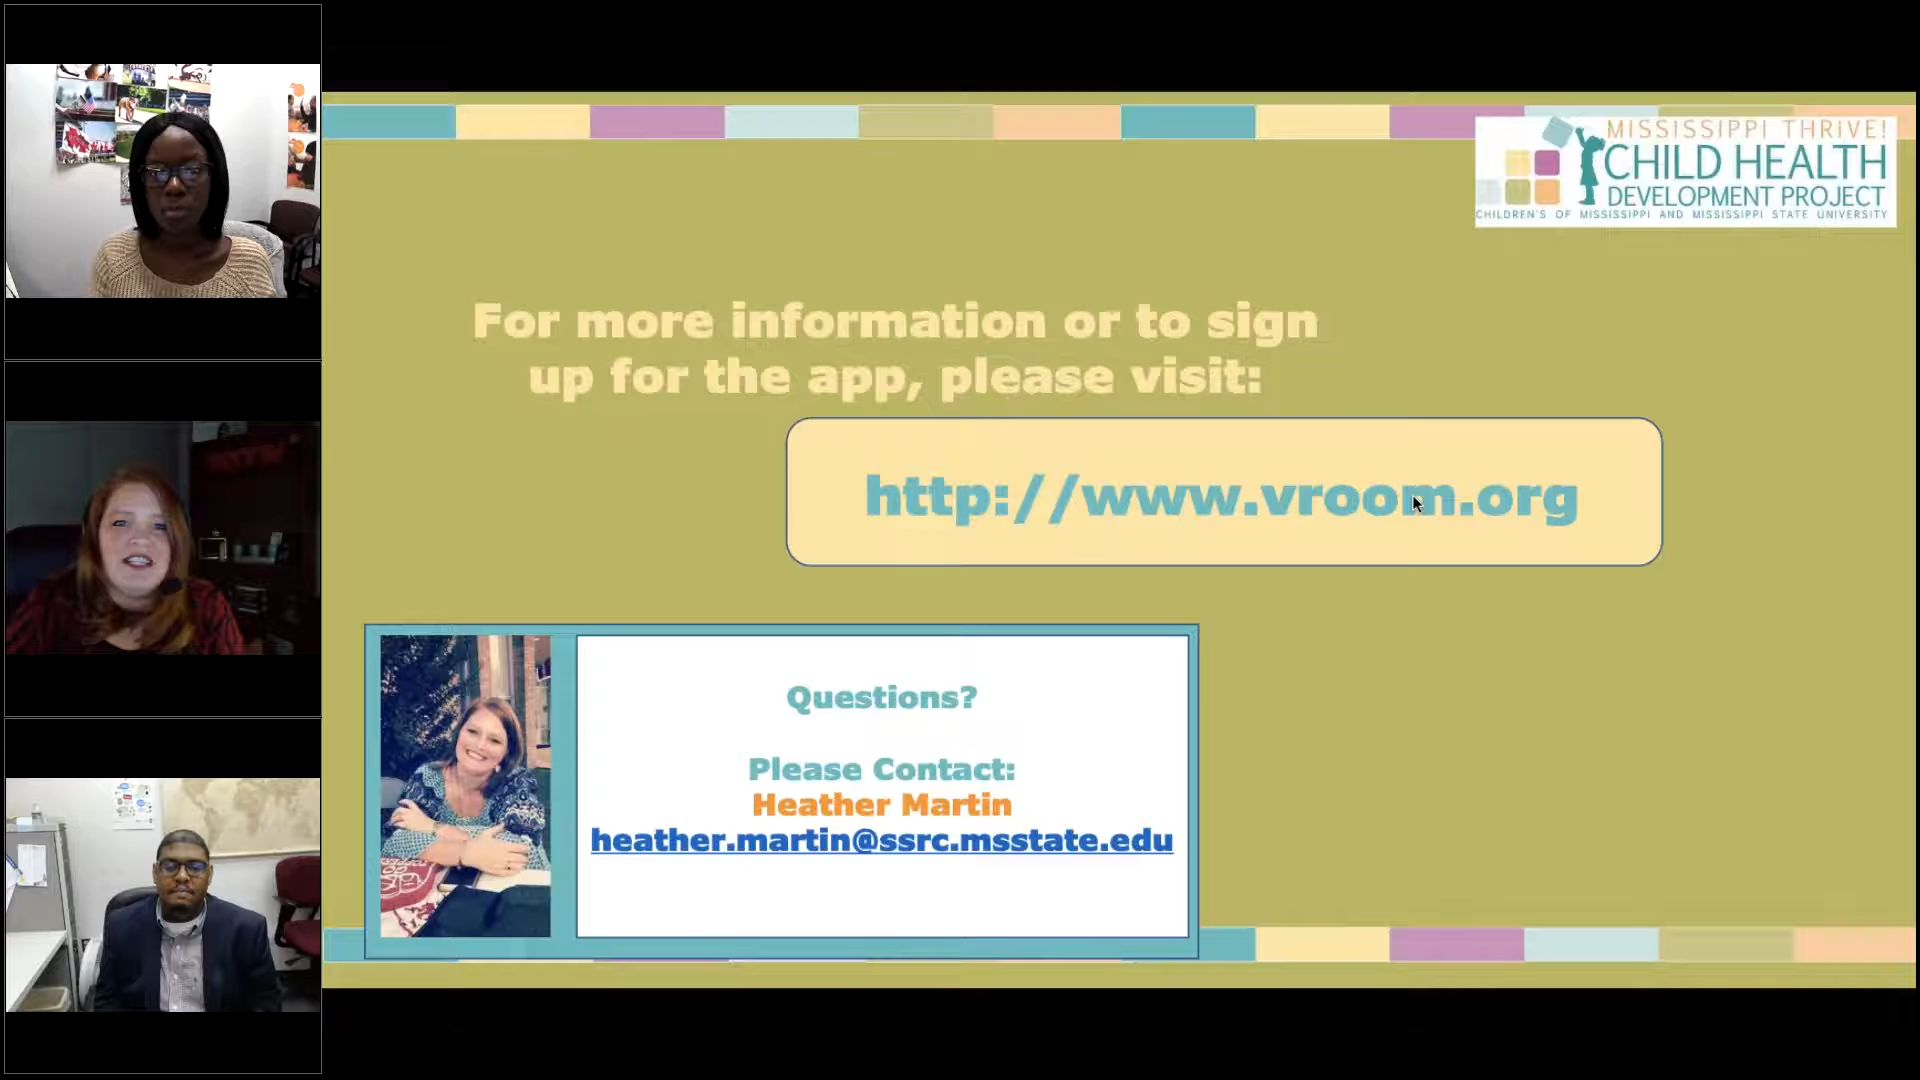 MISSISSIPPI THRIVE!
CHILD HEALTH
DEVELOPMENT PROJECT
CHILDREN'S OF MISSISSIPPI AND MISSISSIPPI STATE UNIVERSITY
For more information or to sign
up for the app, please visit:
http://www.vroom.org
Questions?
Please Contact:
Heather Martin
heather.martin@ssrc.msstate.edu